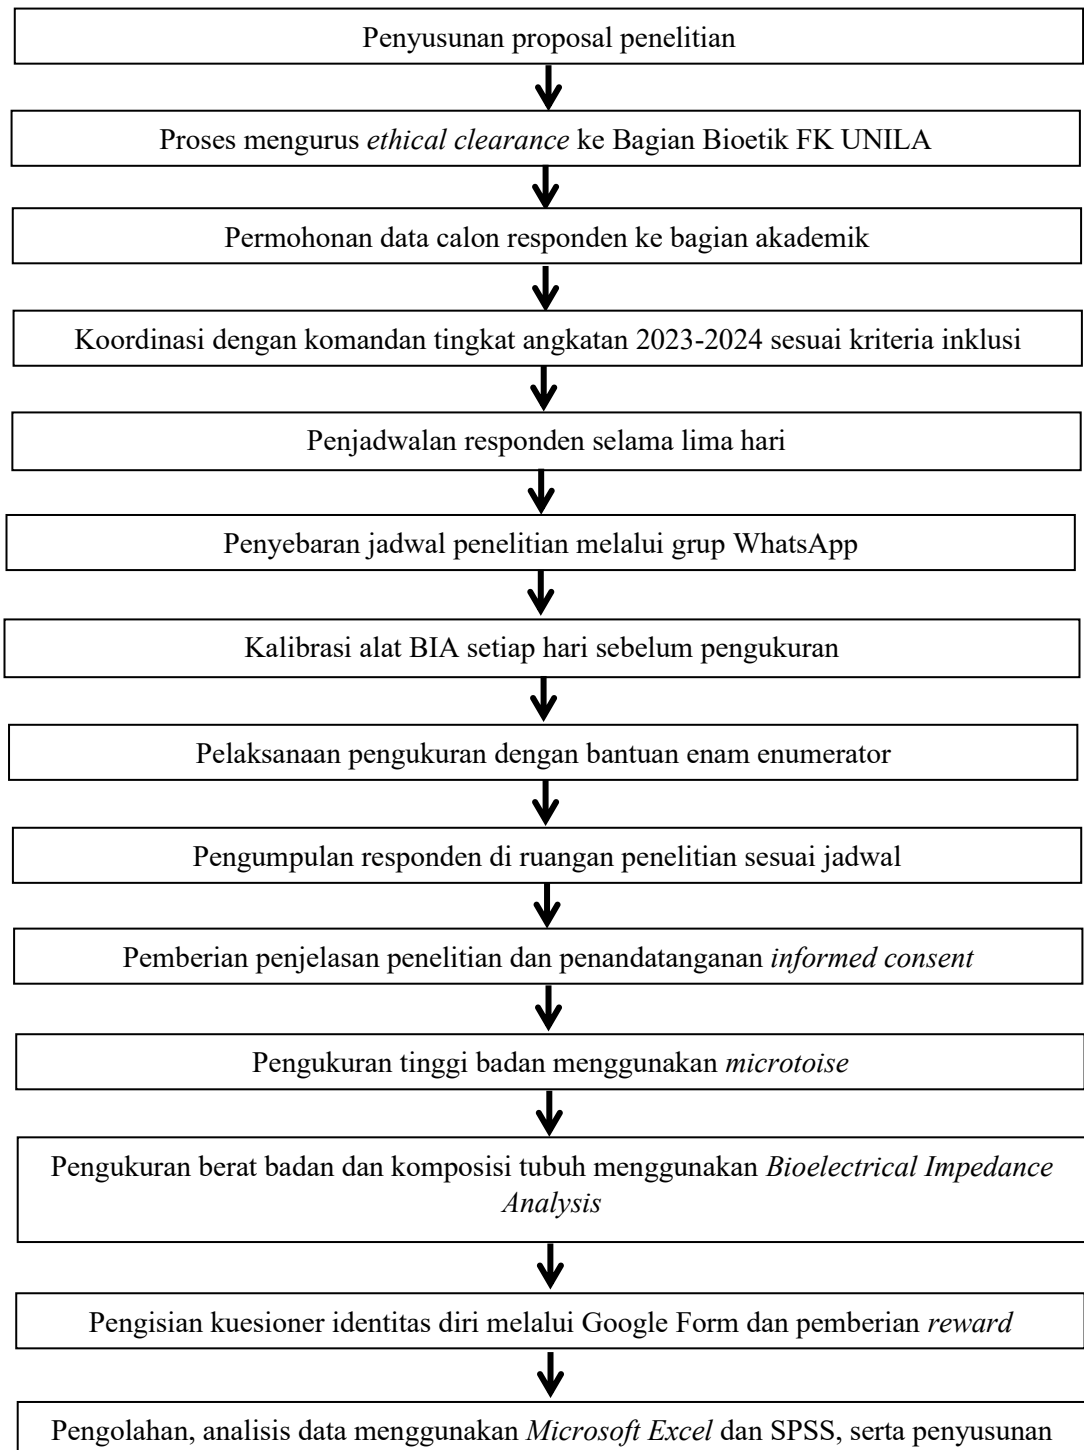 Penyusunan proposal penelitian
Proses mengurus ethical clearance ke Bagian Bioetik FK UNILA
Permohonan data calon responden ke bagian akademik
Koordinasi dengan komandan tingkat angkatan 2023-2024 sesuai kriteria inklusi
Penjadwalan responden selama lima hari
Penyebaran jadwal penelitian melalui grup WhatsApp
Kalibrasi alat BIA setiap hari sebelum pengukuran
Pelaksanaan pengukuran dengan bantuan enam enumerator
Pengumpulan responden di ruangan penelitian sesuai jadwal
Pemberian penjelasan penelitian dan penandatanganan informed consent
Pengukuran tinggi badan menggunakan microtoise
Pengukuran berat badan dan komposisi tubuh menggunakan Bioelectrical Impedance
Analysis
Pengisian kuesioner identitas diri melalui Google Form dan pemberian reward
Pengolahan, analisis data menggunakan Microsoft Excel dan SPSS, serta penyusunan